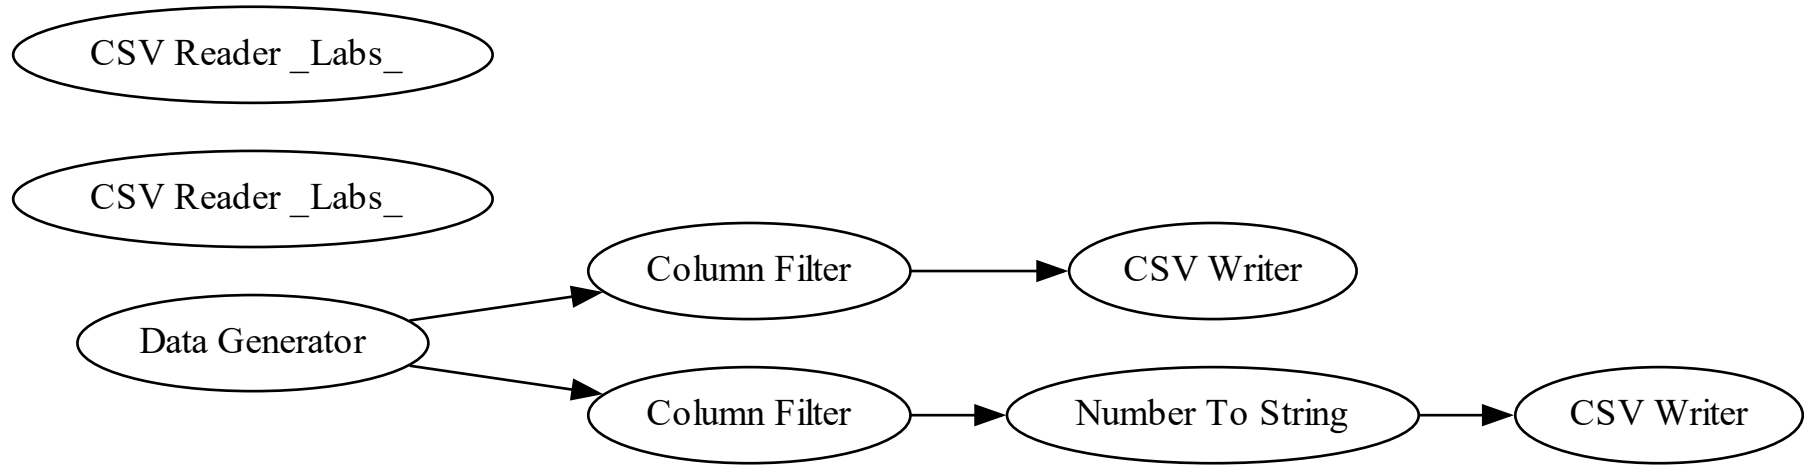 CSV Reader _Labs_
CSV Reader _Labs_
Column Filter
CSV Writer
Data Generator
Column Filter
Number To String
CSV Writer